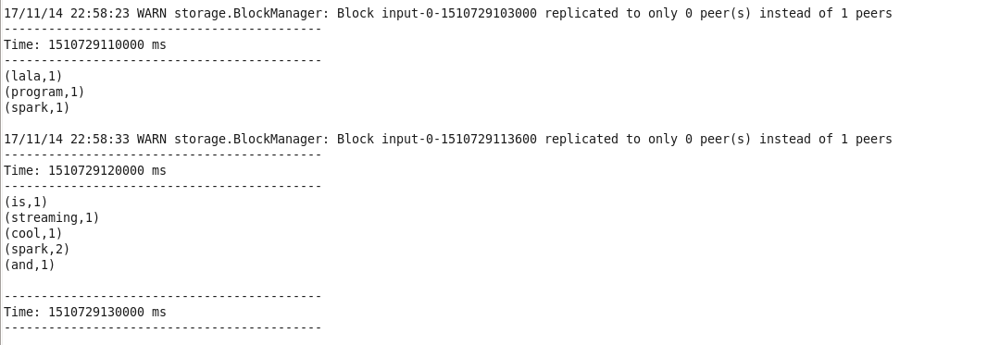 17/11/14 22:58:23 WARN storage.BlockManager: Block input-0-1510729103000 replicated to only 0 peer(s) instead of 1 peers
-------------------------------------------
Time: 1510729110000 ms
-------------------------------------------
(lala,1)
(program,1)
(spark,1)

17/11/14 22:58:33 WARN storage.BlockManager: Block input-0-1510729113600 replicated to only 0 peer(s) instead of 1 peers
-------------------------------------------
Time: 1510729120000 ms
-------------------------------------------
(is,1)
(streaming,1)
(cool,1)
(spark,2)
(and,1)

-------------------------------------------
Time: 1510729130000 ms
-------------------------------------------